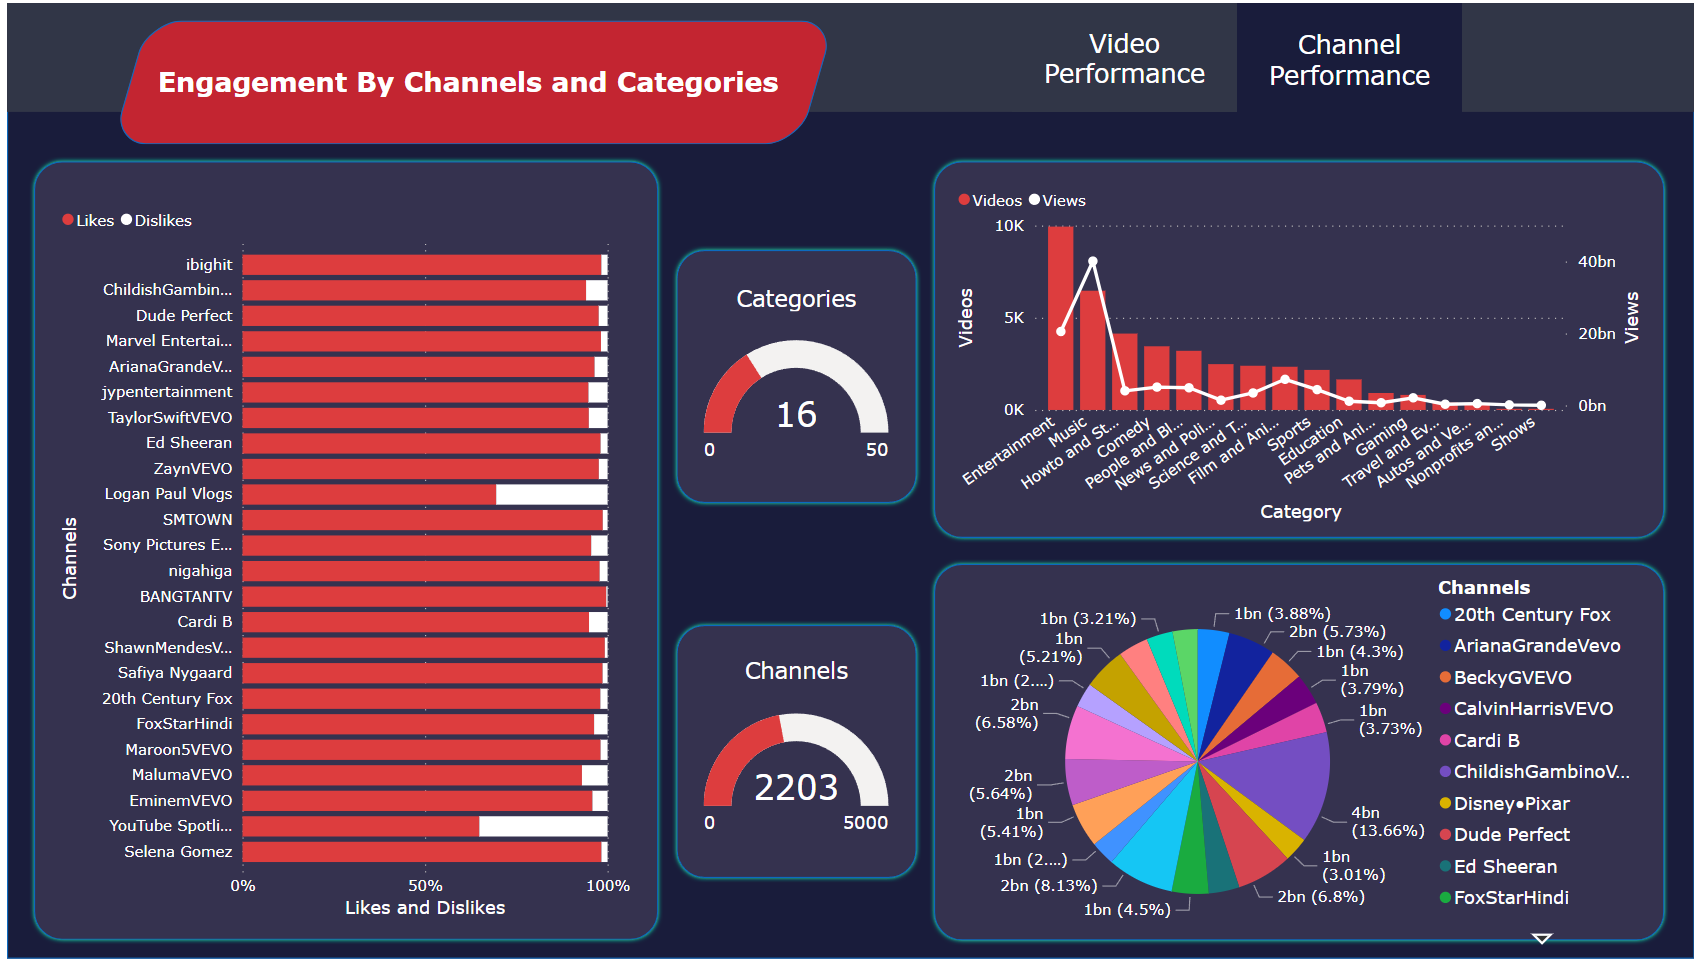 Engagement By Channels and Categories
Video
Performance
Channel
Performance
Likes Dislikes
Channels
ibighit
ChildishGambin...
Dude Perfect
Marvel Entertai...
ArianaGrandeV...
jypentertainment
TaylorSwiftVEVO
Ed Sheeran
ZaynVEVO
Logan Paul Vlogs
SMTOWN
Sony Pictures E...
nigahiga
BANGTANTV
Cardi B
ShawnMendesV...
Safiya Nygaard
20th Century Fox
FoxStarHindi
Maroon5VEVO
MalumaVEVO
EminemVEVO
YouTube Spotli...
Selena Gomez
0% 50% 100%
Likes and Dislikes
Categories
16
0 50
Channels
2203
0 5000
Videos Views
10K
5K
0K
Videos
40bn
20bn
0bn
Views
Entertainment
Music
Howto and St...
Comedy
People and Bl...
News and Poli...
Science and T...
Film and Ani...
Sports
Education
Pets and Ani...
Gaming
Travel and Ev...
Autos and Ve...
Nonprofits an...
Shows
Category
1bn (3.88%)
2bn (5.73%)
1bn (4.3%)
1bn
(3.79%)
1bn
(3.73%)
4bn
(13.66%)
1bn
(3.01%)
2bn (6.8%)
1bn (4.5%)
2bn (8.13%)
1bn (2....)
1bn
(5.41%)
2bn
(5.64%)
2bn
(6.58%)
1bn (2....)
1bn
(5.21%)
1bn (3.21%)
Channels
20th Century Fox
ArianaGrandeVevo
BeckyGVEVO
CalvinHarrisVEVO
Cardi B
ChildishGambinoV...
Disney•Pixar
Dude Perfect
Ed Sheeran
FoxStarHindi